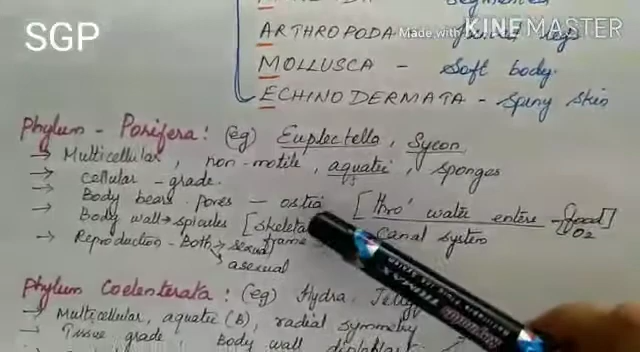 SGP
Made with KINEMASTER
ARTHROPODA - legs
MOLLUSCA - Soft body.
ECHINODERMATA - Spiny skin
Phylum - Porifera : (eg) Euplectella, Sycon
→ Multicellular, non-motile, aquatic, sponges
→ Cellular - grade.
→ Body bears pores - ostia [thro' water enters - food]
→ Body wall → spicules [skeletal Canal system O2
→ Reproduction - Both → sexual frame
asexual
Phylum Coelenterata : (eg) Hydra,
→ Multicellular, aquatic (B), radial symmetry
→ Tissue grade Body wall